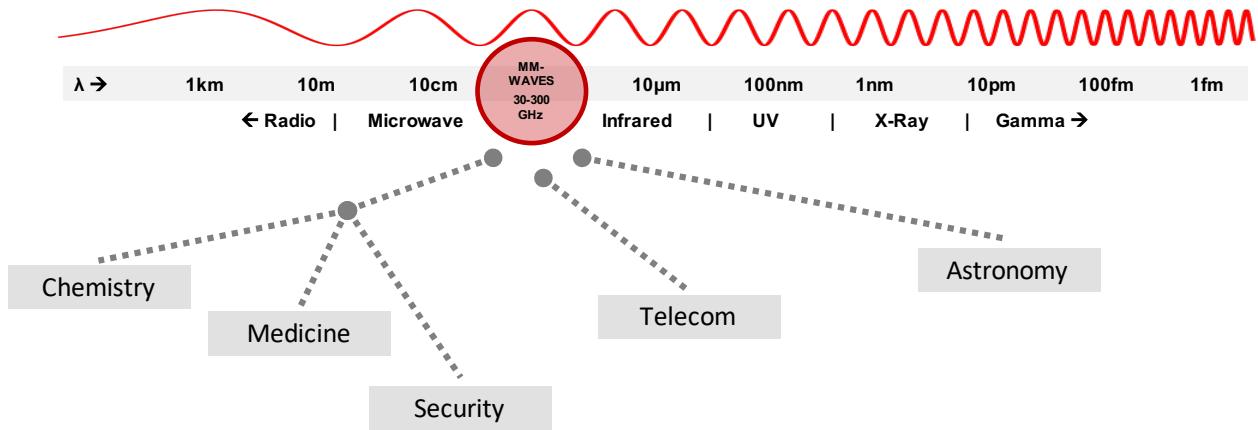 MM-
WAVES
30-300
GHz
λ → 1km 10m 10cm 10µm 100nm 1nm 10pm 100fm 1fm
← Radio | Microwave Infrared | UV | X-Ray | Gamma →
Chemistry
Medicine
Security
Telecom
Astronomy